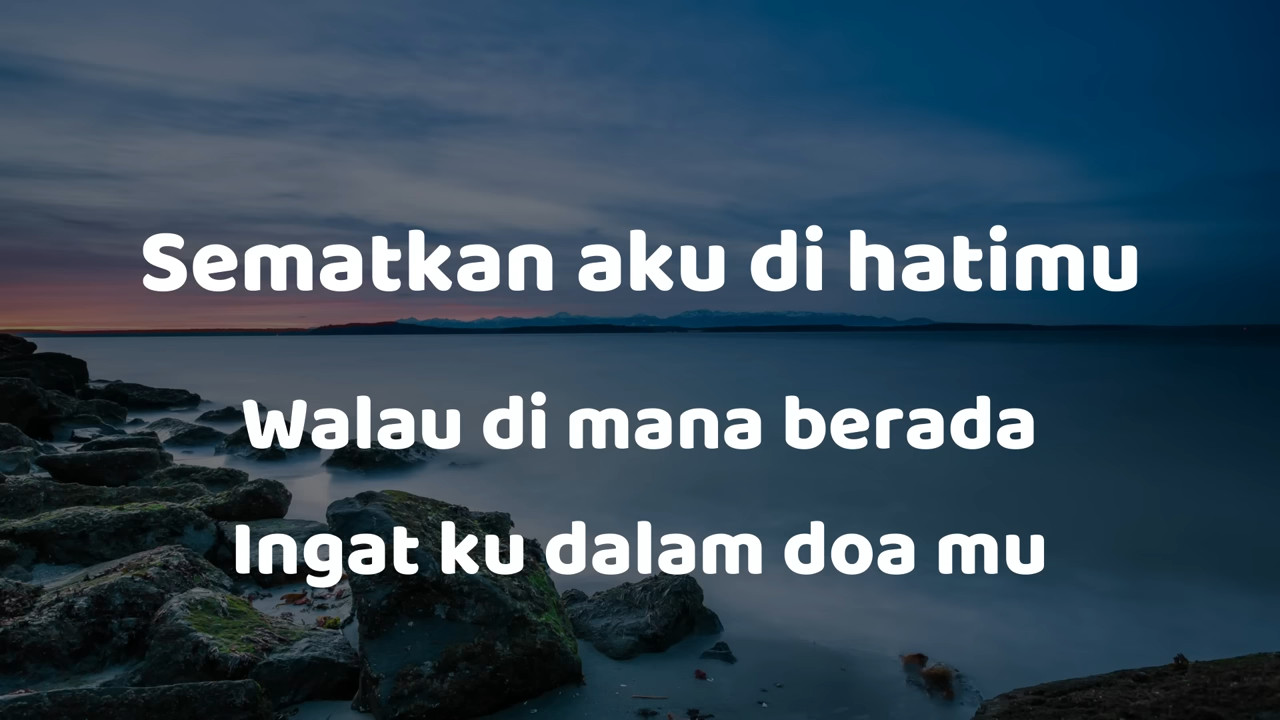 Sematkan aku di hatimu
Walau di mana berada
Ingat ku dalam doa mu